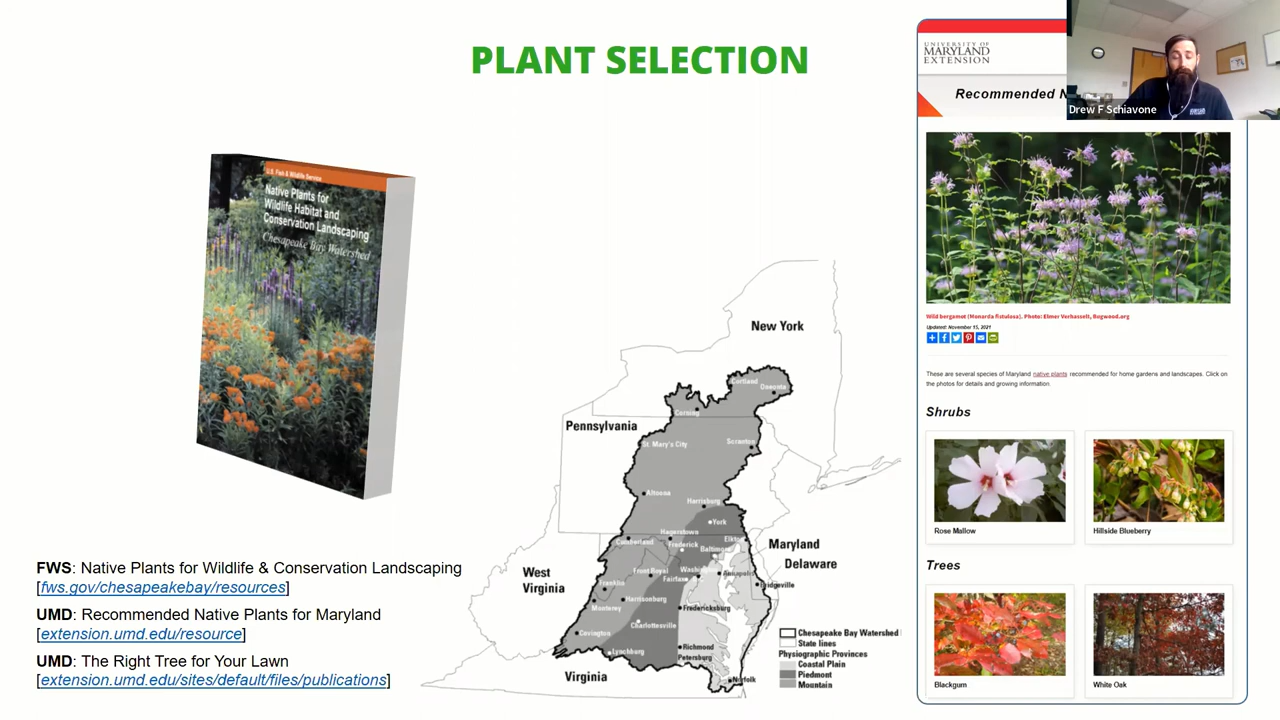 PLANT SELECTION
U.S. Fish & Wildlife Service
Native Plants for
Wildlife Habitat and
Conservation Landscaping
Chesapeake Bay Watershed
FWS: Native Plants for Wildlife & Conservation Landscaping
[fws.gov/chesapeakebay/resources]
UMD: Recommended Native Plants for Maryland
[extension.umd.edu/resource]
UMD: The Right Tree for Your Lawn
[extension.umd.edu/sites/default/files/publications]
New York
Cortland
Oneonta
Corning
Pennsylvania
St. Mary's City
Scranton
Altoona
Harrisburg
York
Hagerstown
Cumberland
Frederick
Elkton
Baltimore
Maryland
Delaware
West
Virginia
Front Royal
Washington
Annapolis
Fairfax
Bridgeville
Franklin
Harrisonburg
Monterey
Fredericksburg
Charlottesville
Covington
Lynchburg
Richmond
Petersburg
Virginia
Norfolk
Chesapeake Bay Watershed
State lines
Physiographic Provinces
Coastal Plain
Piedmont
Mountain
UNIVERSITY OF
MARYLAND
EXTENSION
Recommended N
Drew F Schiavone
Wild bergamot (Monarda fistulosa). Photo: Elmer Verhasselt, Bugwood.org
Updated: November 15, 2021
These are several species of Maryland native plants recommended for home gardens and landscapes. Click on
the photos for details and growing information.
Shrubs
Rose Mallow
Hillside Blueberry
Trees
Blackgum
White Oak